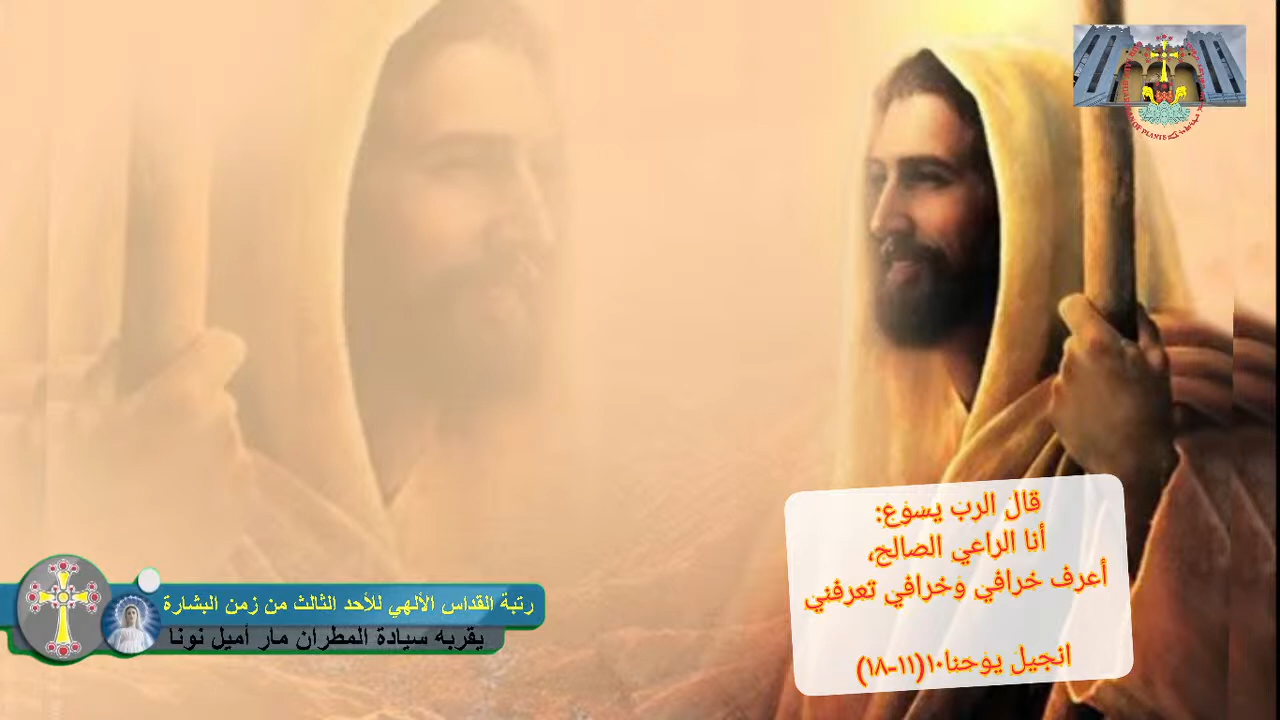 قال الرب يسوع:
أنا الراعي الصالح،
أعرف خرافي وخرافي تعرفني
انجيل يوحنا١٠(١١-١٨)
رتبة القداس الألهي للأحد الثالث من زمن البشارة
يقربه سيادة المطران مار أميل نونا